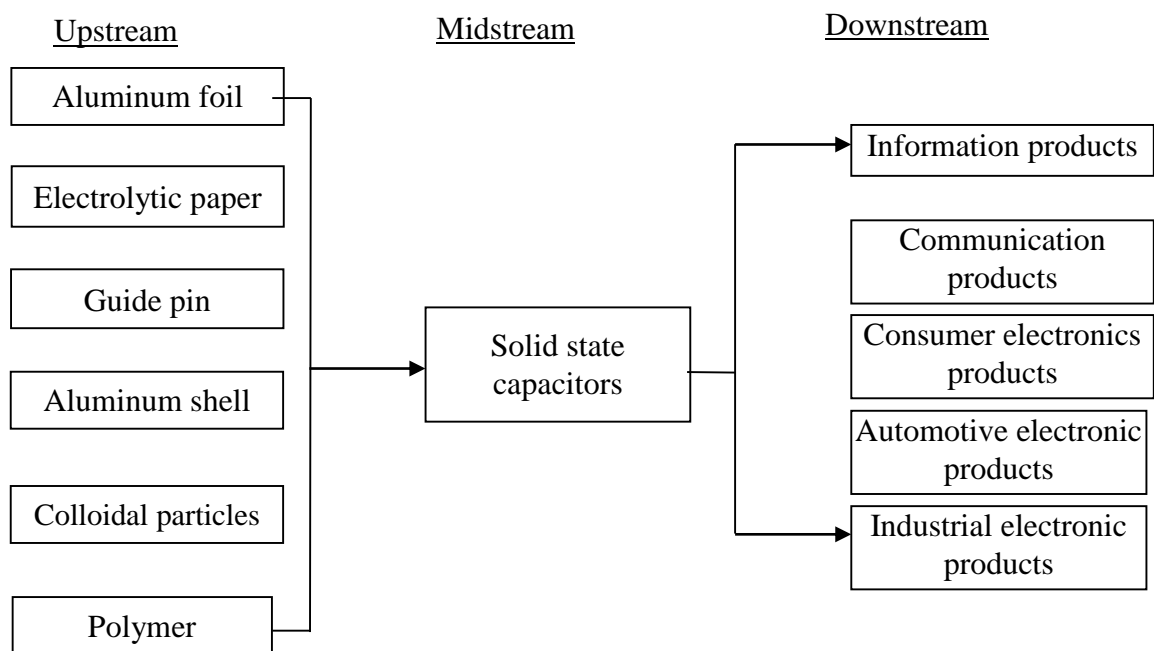 Upstream
Midstream
Downstream
Aluminum foil
Electrolytic paper
Guide pin
Aluminum shell
Colloidal particles
Polymer
Solid state
capacitors
Information products
Communication
products
Consumer electronics
products
Automotive electronic
products
Industrial electronic
products